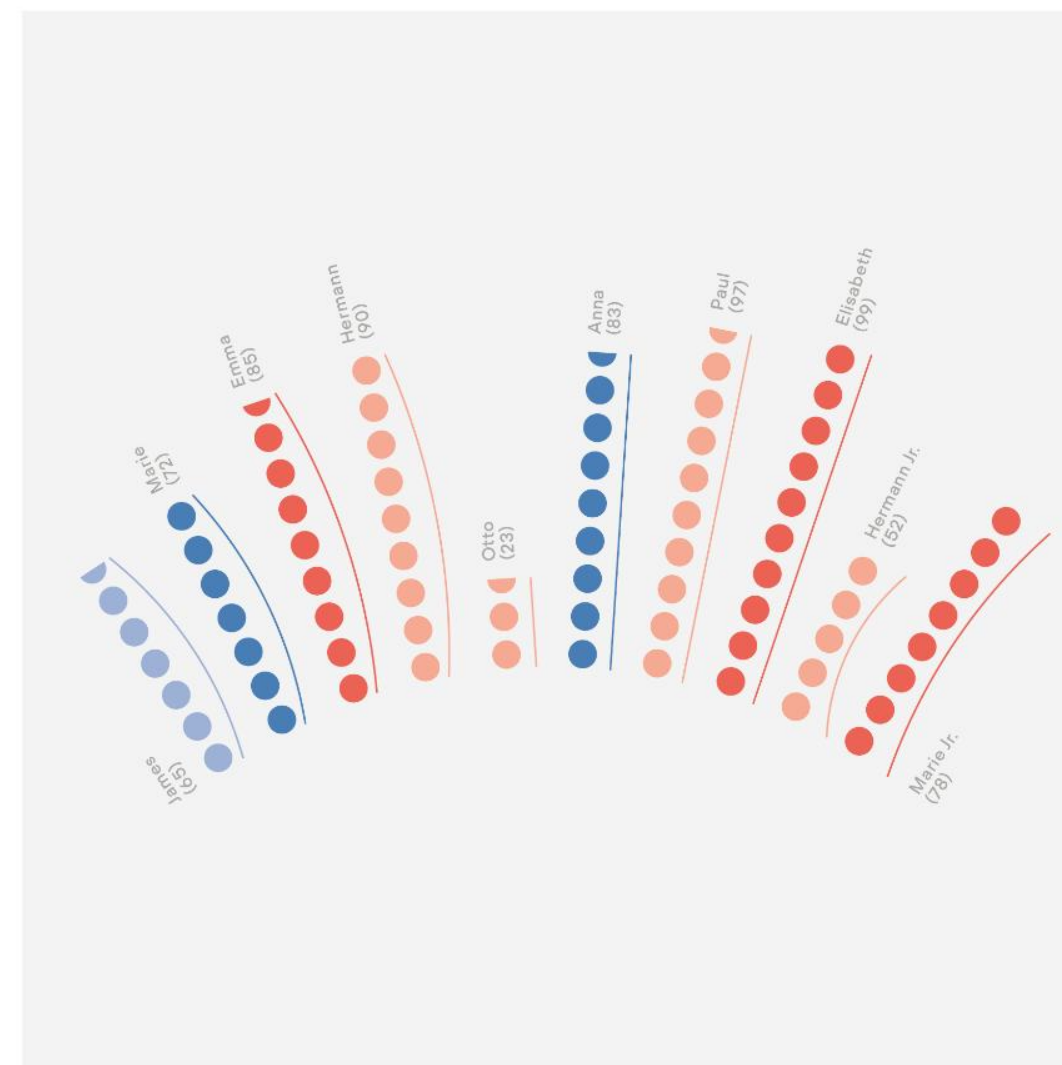 James
(65)
Marie
(72)
Emma
(85)
Hermann
(90)
Otto
(23)
Anna
(83)
Paul
(97)
Elisabeth
(99)
Hermann Jr.
(52)
Marie Jr.
(78)